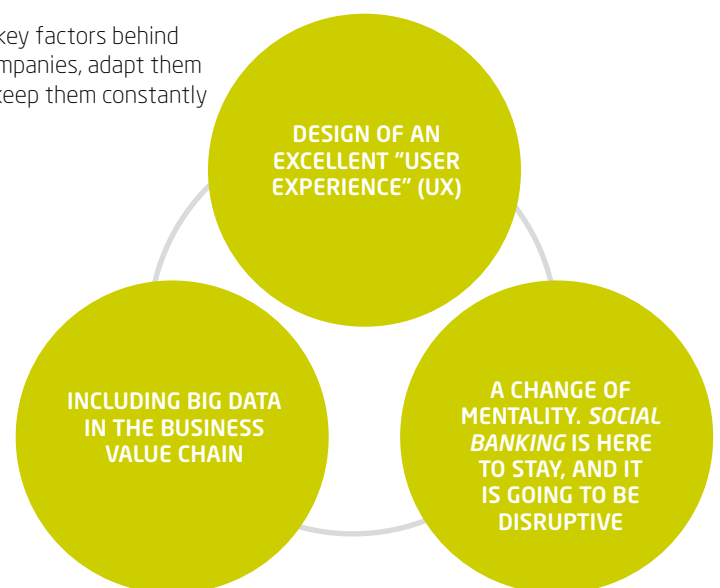 key factors behind
mpanies, adapt them
keep them constantly
DESIGN OF AN
EXCELLENT “USER
EXPERIENCE” (UX)
INCLUDING BIG DATA
IN THE BUSINESS
VALUE CHAIN
A CHANGE OF
MENTALITY. SOCIAL
BANKING IS HERE
TO STAY, AND IT
IS GOING TO BE
DISRUPTIVE